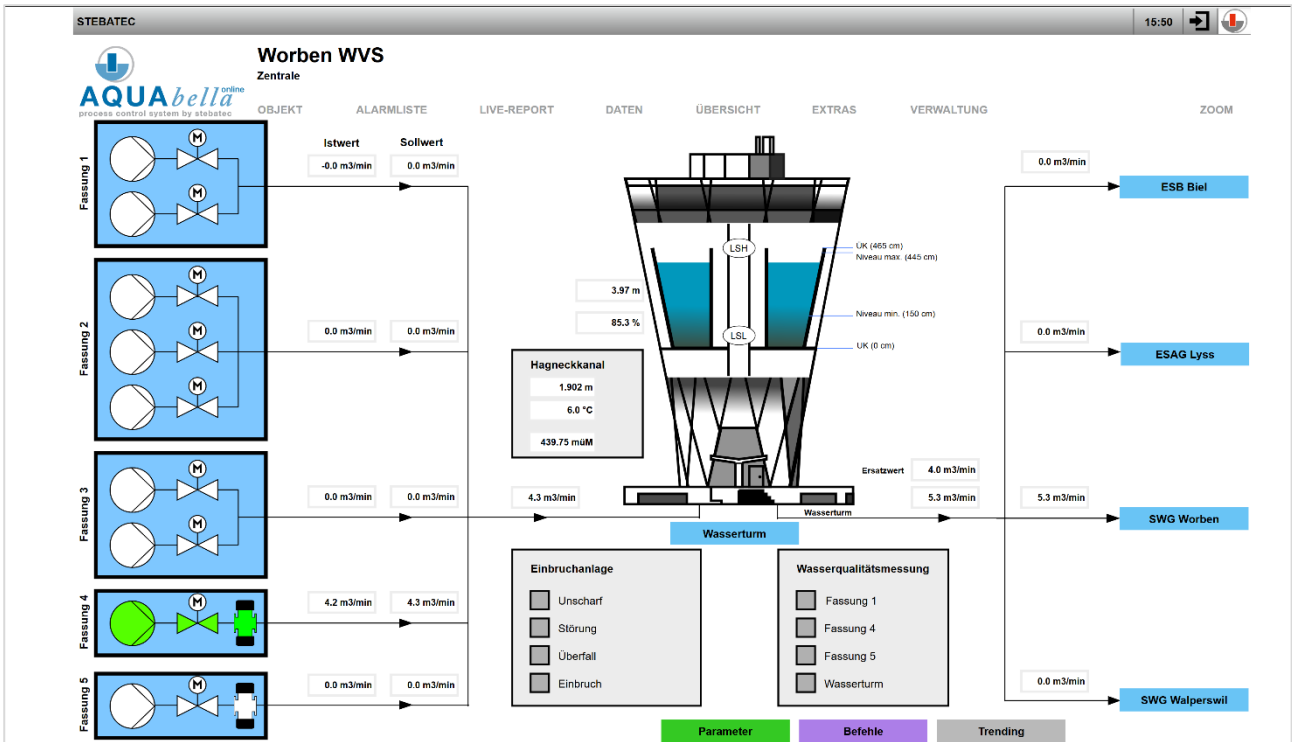 STEBATEC
15:50
Worben WVS
Zentrale
AQUAbella online
process control system by stebatec
OBJEKT ALARMLISTE LIVE-REPORT DATEN ÜBERSICHT EXTRAS VERWALTUNG ZOOM
Istwert Sollwert
Fassung 1
M
M
-0.0 m3/min 0.0 m3/min
Fassung 2
M
M
M
0.0 m3/min 0.0 m3/min
Fassung 3
M
M
0.0 m3/min 0.0 m3/min
Fassung 4
M
4.2 m3/min 4.3 m3/min
Fassung 5
M
0.0 m3/min 0.0 m3/min
4.3 m3/min
LSH
LSL
ÜK (465 cm)
Niveau max. (445 cm)
Niveau min. (150 cm)
UK (0 cm)
3.97 m
85.3 %
Hagneckkanal
1.902 m
6.0 °C
439.75 müM
Wasserturm
Wasserturm
Ersatzwert 4.0 m3/min
5.3 m3/min
0.0 m3/min
ESB Biel
0.0 m3/min
ESAG Lyss
5.3 m3/min
SWG Worben
0.0 m3/min
SWG Walperswil
Einbruchanlage
Unscharf
Störung
Überfall
Einbruch
Wasserqualitätsmessung
Fassung 1
Fassung 4
Fassung 5
Wasserturm
Parameter Befehle Trending